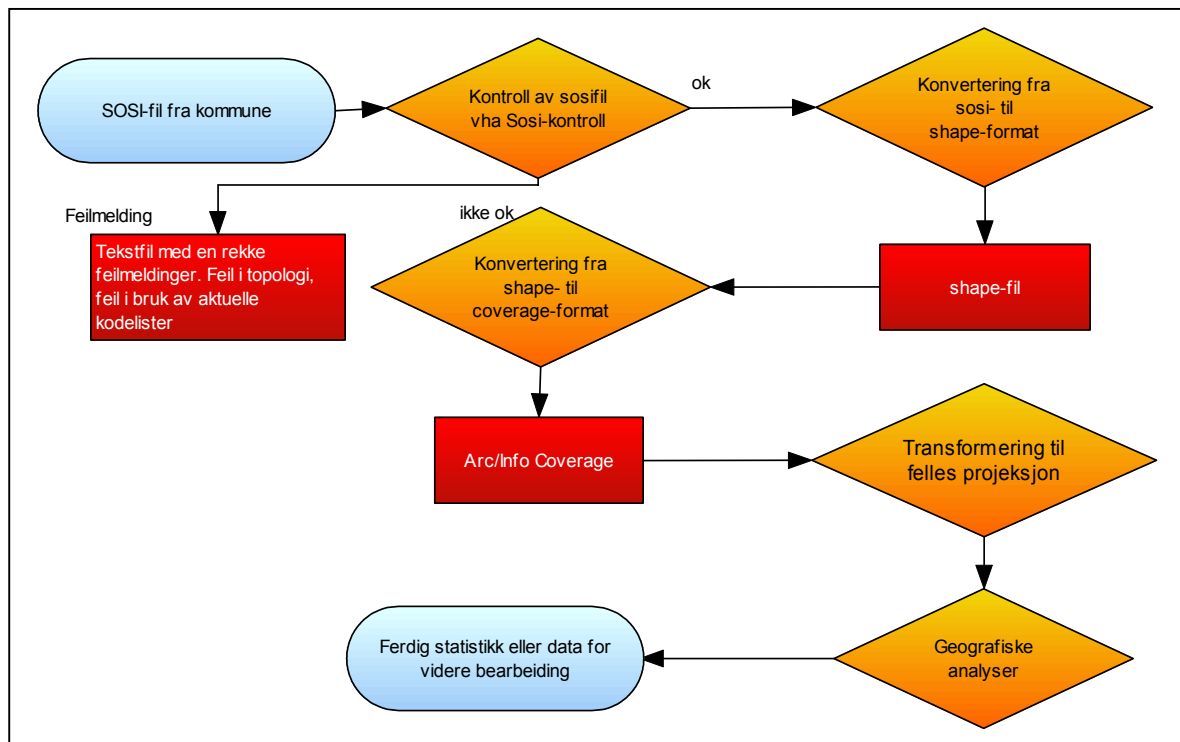 SOSI-fil fra kommune
Kontroll av sosifil
vha Sosi-kontroll
ok
Konvertering fra
sosi- til
shape-format
Feilmelding
ikke ok
Tekstfil med en rekke
feilmeldinger. Feil i topologi,
feil i bruk av aktuelle
kodelister
Konvertering fra
shape- til
coverage-format
shape-fil
Arc/Info Coverage
Transformering til
felles projeksjon
Ferdig statistikk eller data for
videre bearbeiding
Geografiske
analyser